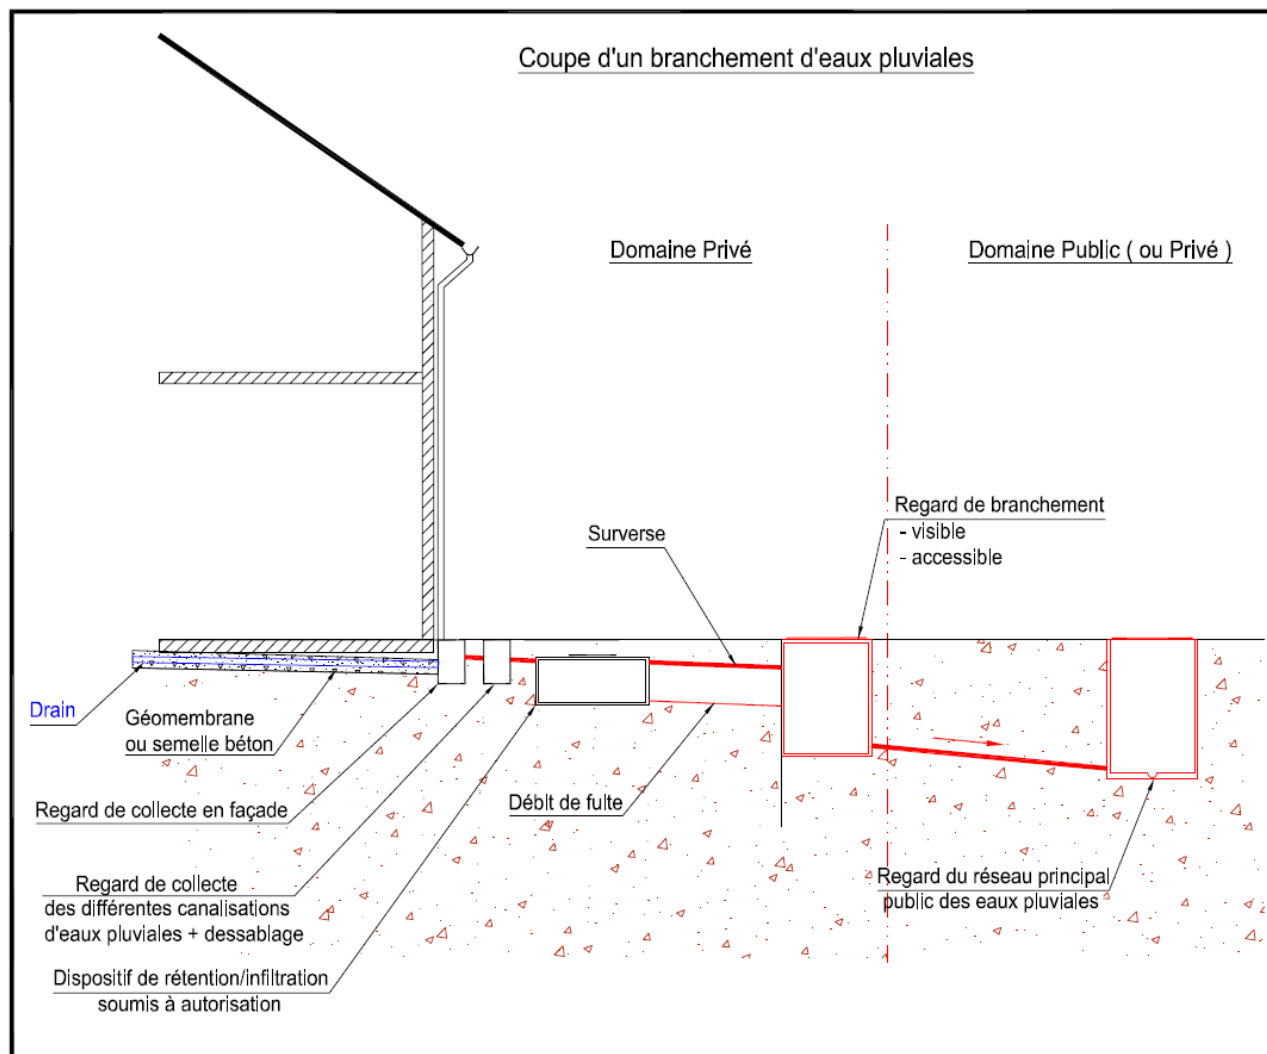 Coupe d'un branchement d'eaux pluviales
Domaine Privé
Domaine Public ( ou Privé )
Regard de branchement
- visible
- accessible
Surverse
Drain
Géomembrane
ou semelle béton
Regard de collecte en façade
Débit de fuite
Regard de collecte
des différentes canalisations
d'eaux pluviales + dessablage
Regard du réseau principal
public des eaux pluviales
Dispositif de rétention/infiltration
soumis à autorisation